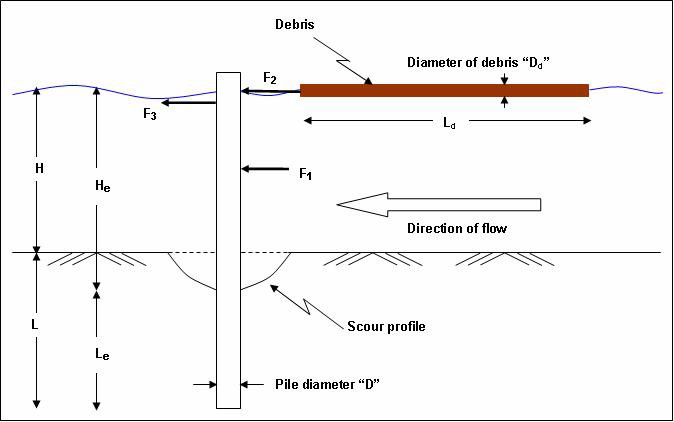 Debris
Diameter of debris “Dd”
F2
F3
Ld
H
He
F1
Direction of flow
L
Le
Scour profile
Pile diameter “D”